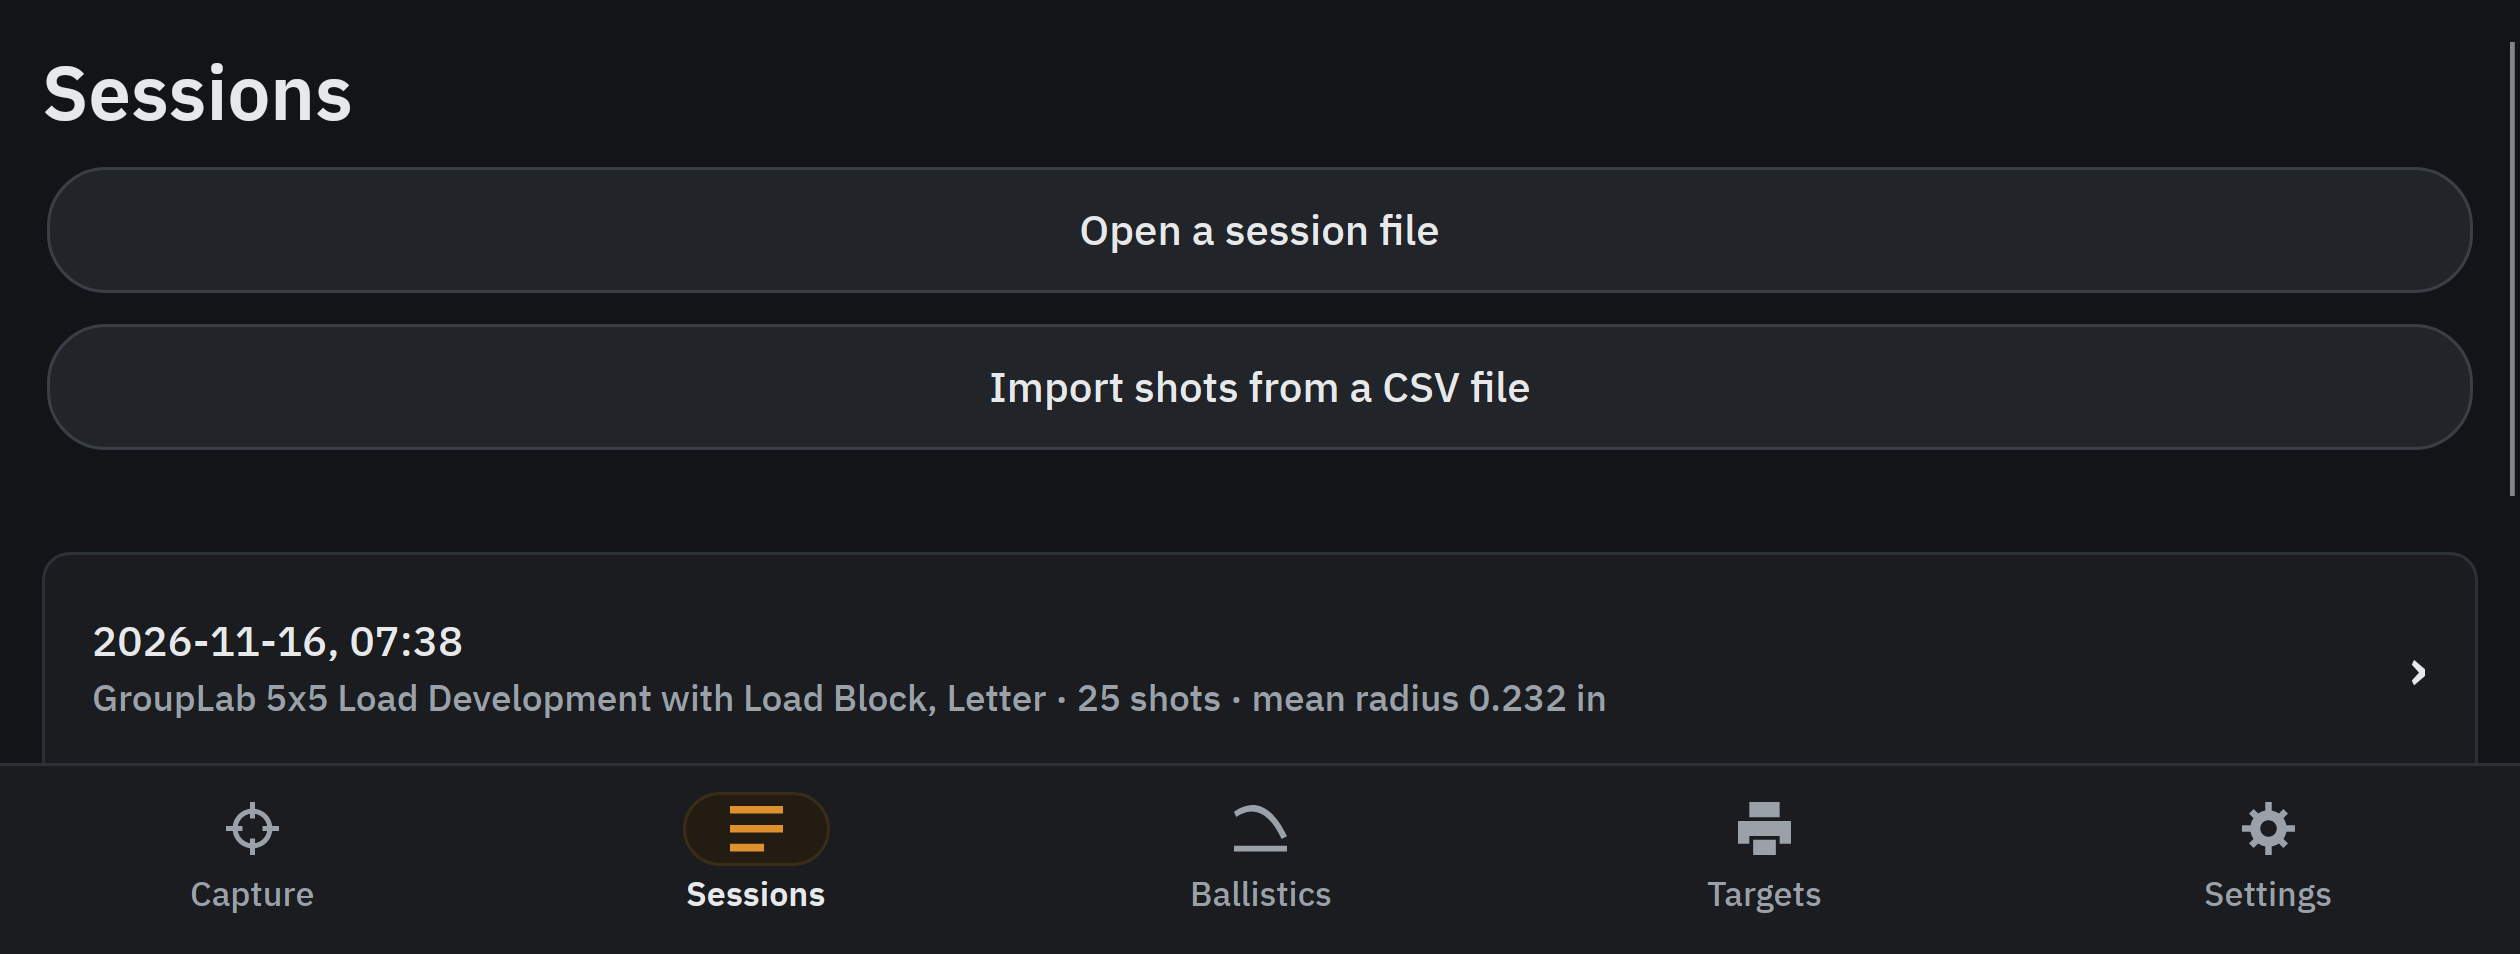 Sessions
Open a session file
Import shots from a CSV file
2026-11-16, 07:38
GroupLab 5x5 Load Development with Load Block, Letter · 25 shots · mean radius 0.232 in
Capture
Sessions
Ballistics
Targets
Settings